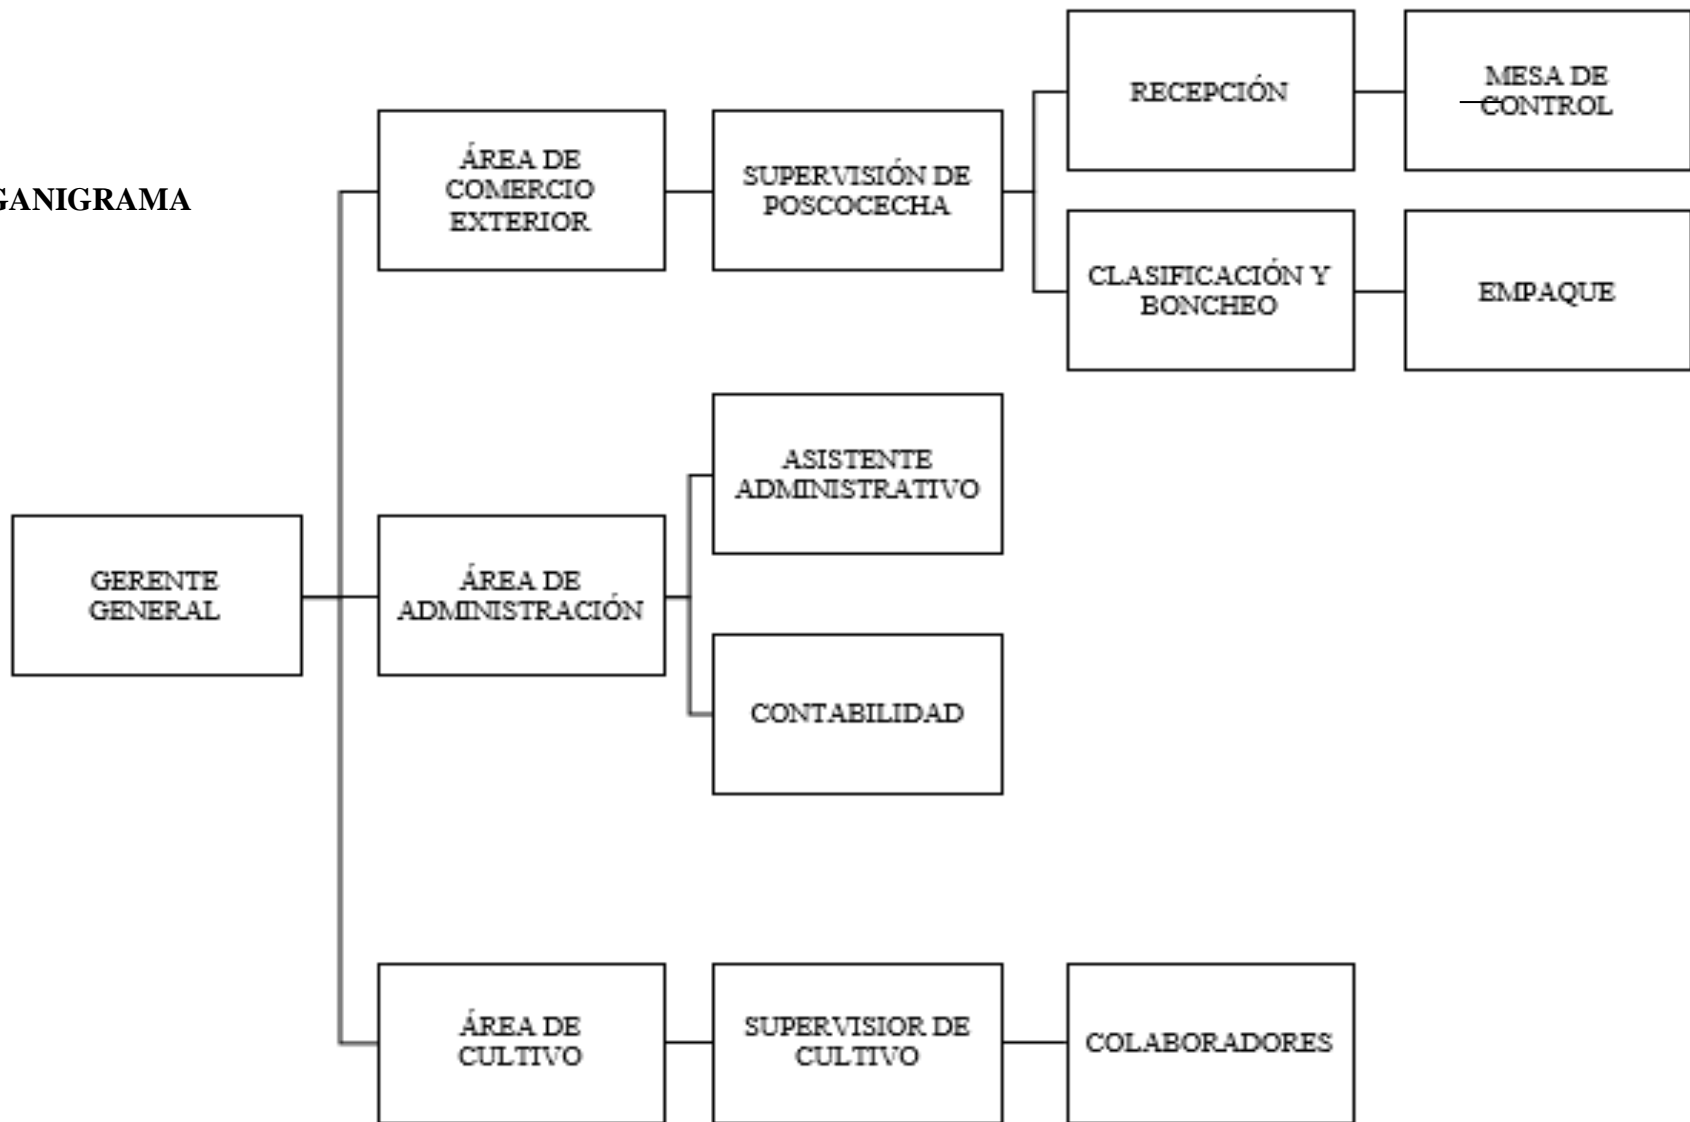 GANIGRAMA
GERENTE
GENERAL
ÁREA DE
COMERCIO
EXTERIOR
SUPERVISIÓN DE
POSCOCECHA
RECEPCIÓN
MESA DE
CONTROL
CLASIFICACIÓN Y
BONCHEO
EMPAQUE
ÁREA DE
ADMINISTRACIÓN
ASISTENTE
ADMINISTRATIVO
CONTABILIDAD
ÁREA DE
CULTIVO
SUPERVISIOR DE
CULTIVO
COLABORADORES